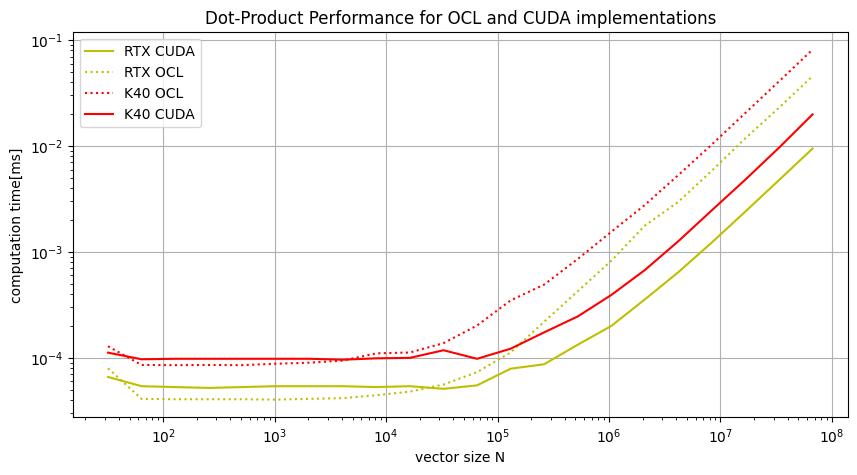 Dot-Product Performance for OCL and CUDA implementations
RTX CUDA
RTX OCL
K40 OCL
K40 CUDA
computation time[ms]
10⁻¹
10⁻²
10⁻³
10⁻⁴
10² 10³ 10⁴ 10⁵ 10⁶ 10⁷ 10⁸
vector size N